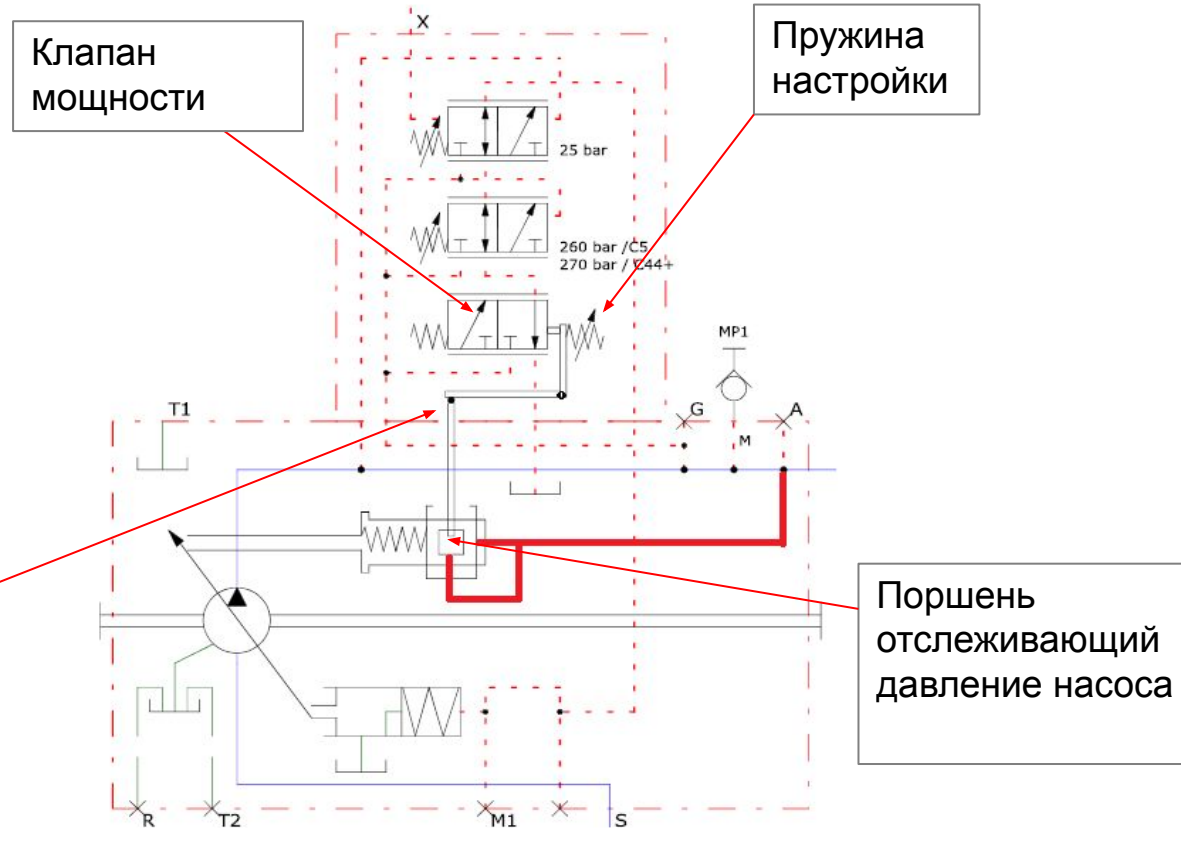 Клапан
мощности
X
Пружина
настройки
25 bar
260 bar /C5
270 bar / C44+
MP1
T1
G
A
M
Поршень
отслеживающий
давление насоса
R
T2
M1
S